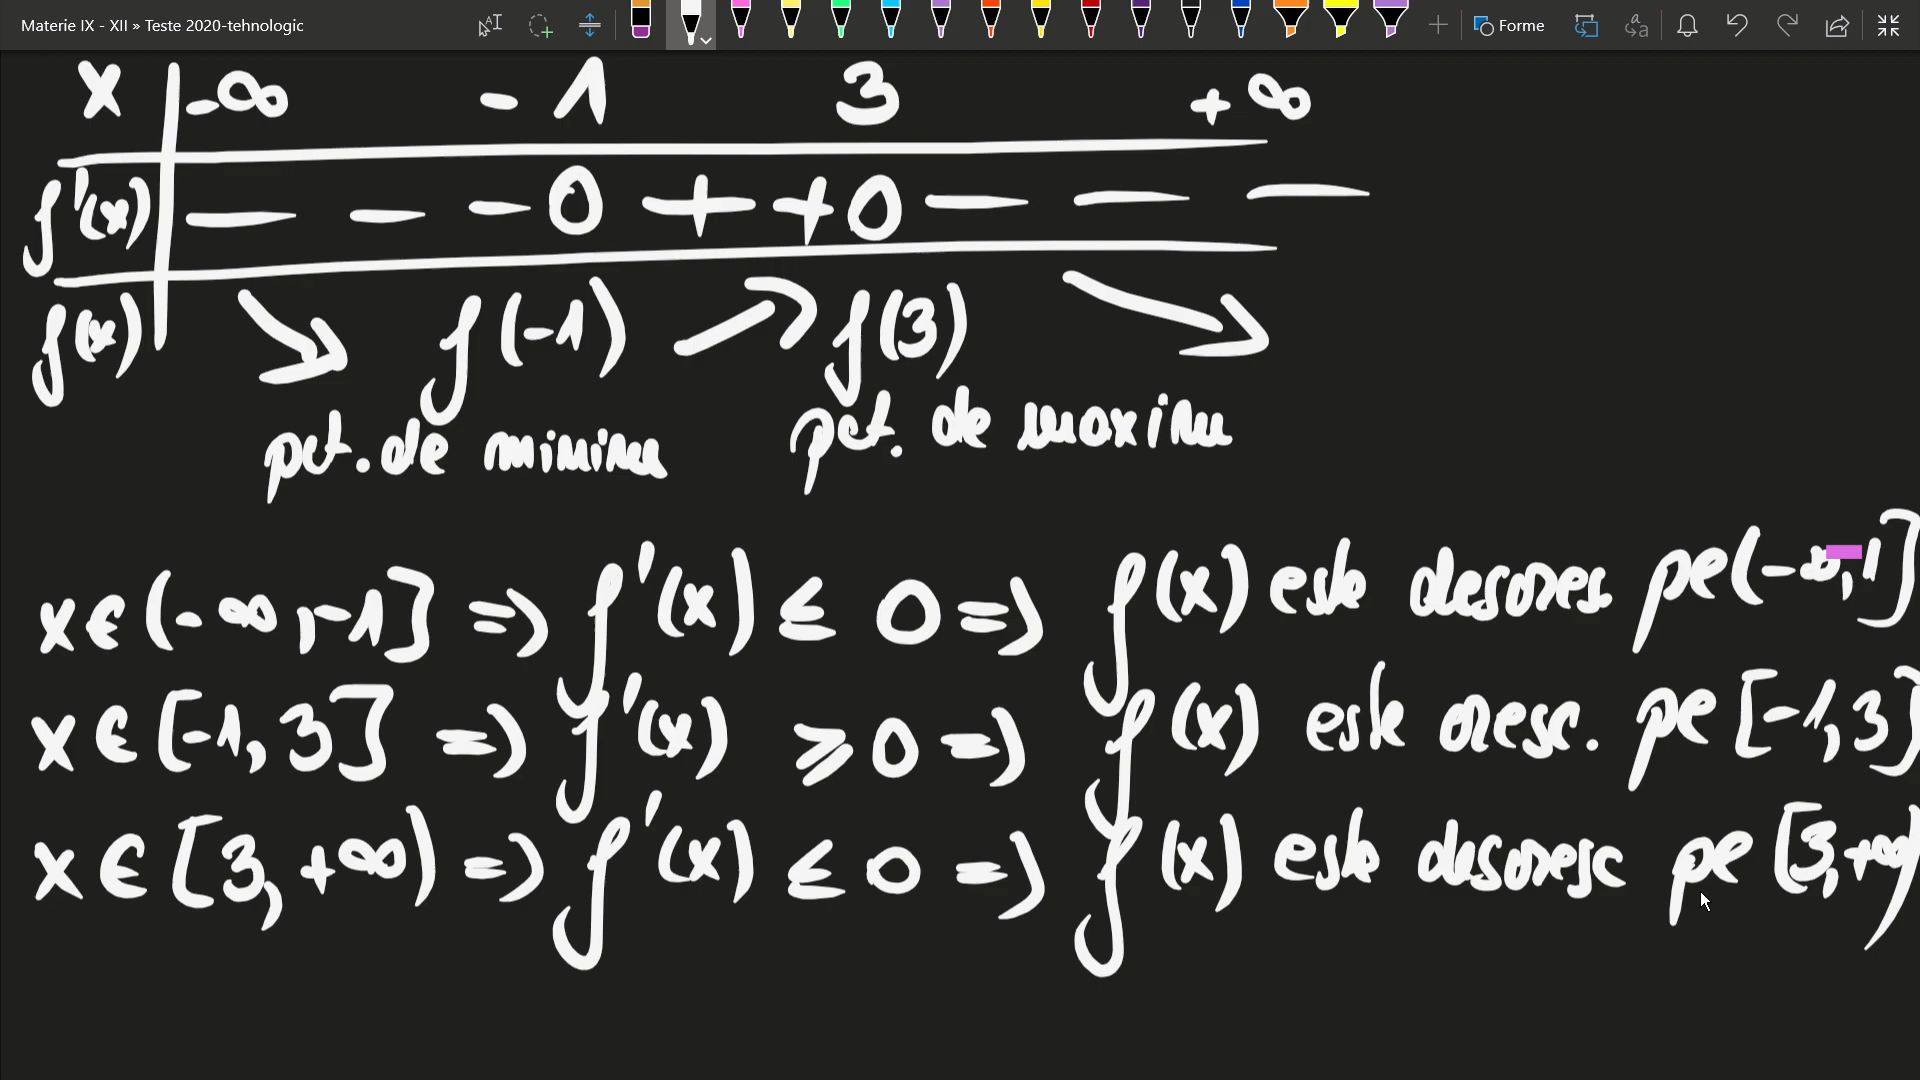 Materie IX - XII » Teste 2020-tehnologic
Forme
x -∞ -1 3 +∞
f'(x) — — - 0 + + 0 — — —
f(x) ↘ f(-1) ↗ f(3) ↘
pct. de minim pct. de maxim
x∈(-∞,-1] => f'(x) ≤ 0 => f(x) este descresc. pe(-∞,1]
x∈[-1,3] => f'(x) ≥ 0 => f(x) este cresc. pe [-1,3]
x∈[3,+∞) => f'(x) ≤ 0 => f(x) este descresc pe [3,+∞)